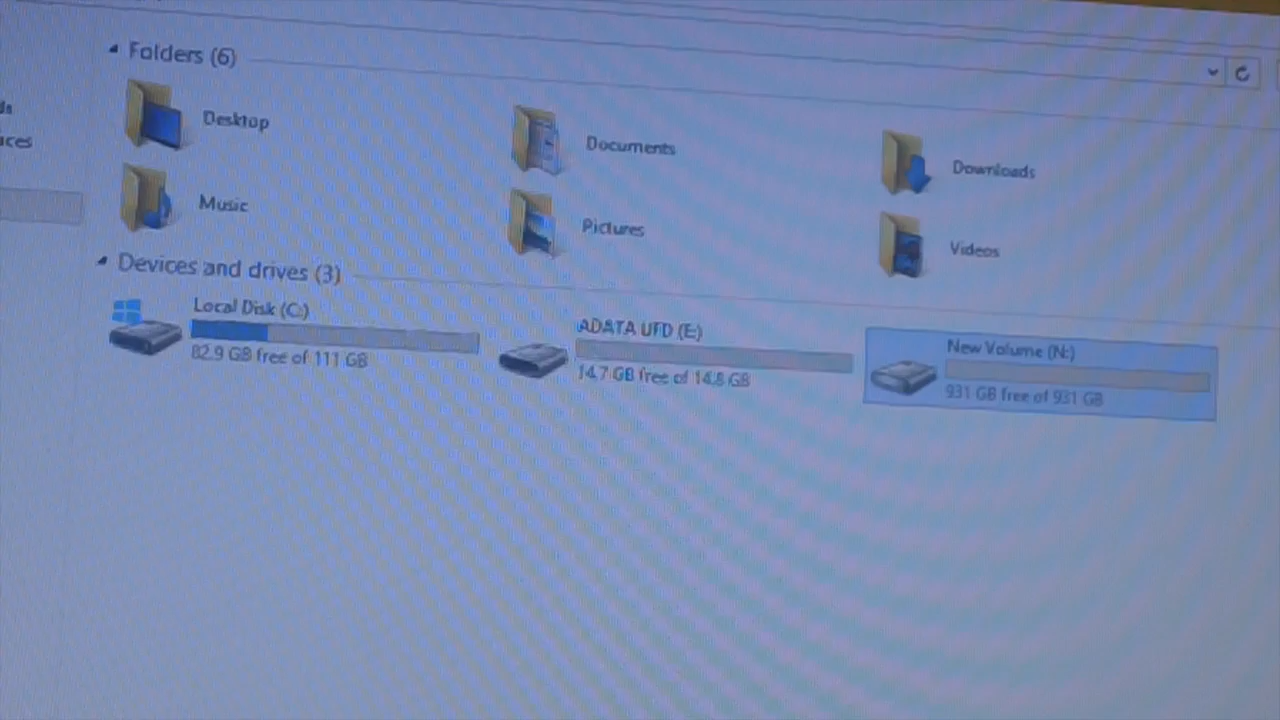 Folders (6)
Desktop
Documents
Downloads
Music
Pictures
Videos
Devices and drives (3)
Local Disk (C:)
82.9 GB free of 111 GB
ADATA UFD (E:)
14.7 GB free of 14.8 GB
New Volume (N:)
931 GB free of 931 GB